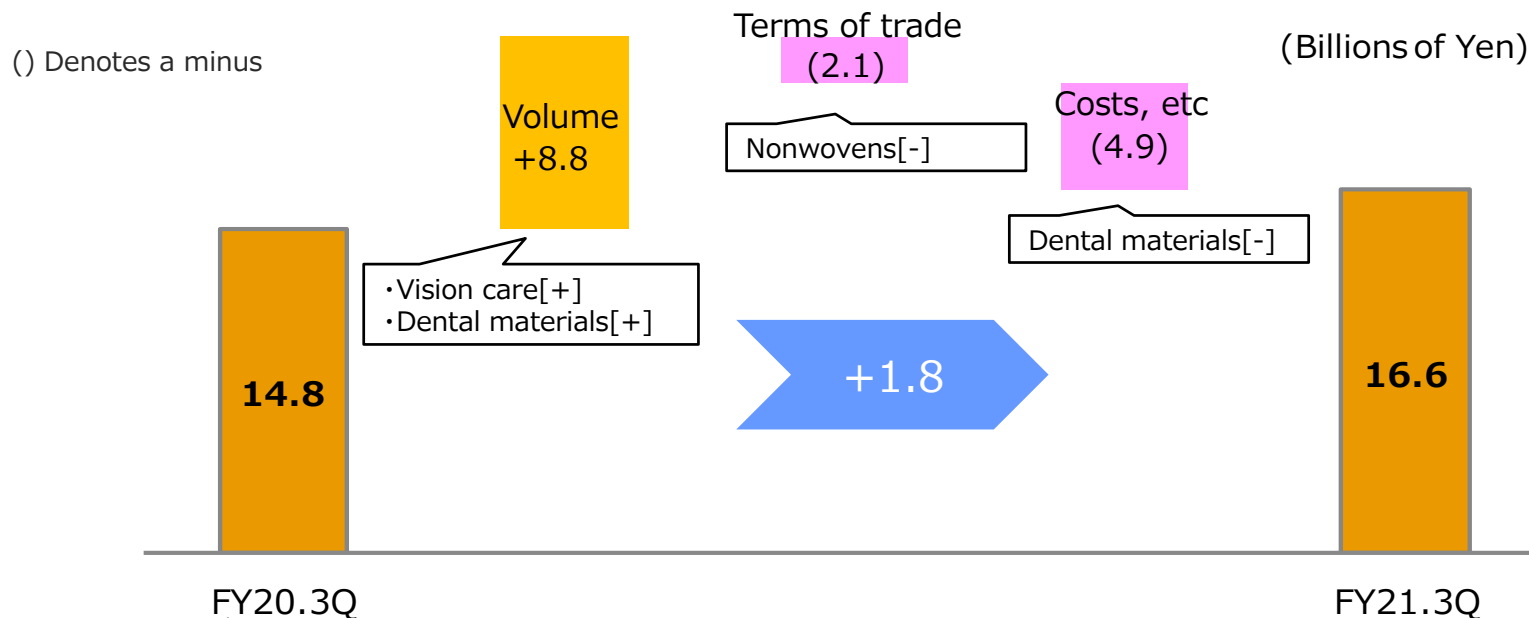 () Denotes a minus
Terms of trade
(2.1)
(Billions of Yen)
Volume
+8.8
Costs, etc
(4.9)
Nonwovens[-]
Dental materials[-]
・Vision care[+]
・Dental materials[+]
14.8
+1.8
16.6
FY20.3Q
FY21.3Q